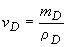 v_D = m_D / ρ_D